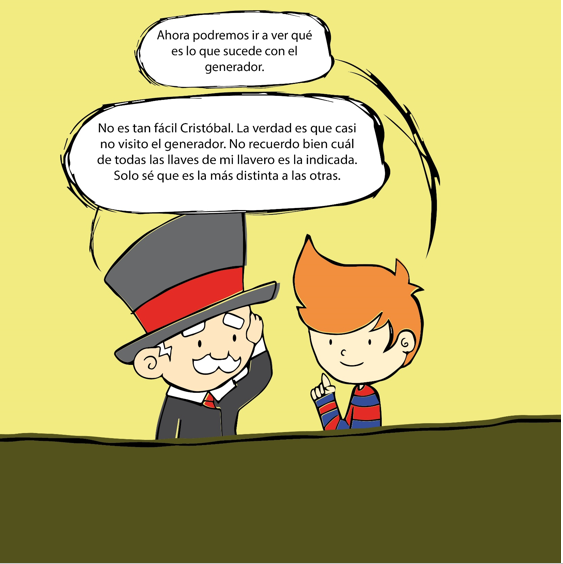 Ahora podremos ir a ver qué
es lo que sucede con el
generador.
No es tan fácil Cristóbal. La verdad es que casi
no visito el generador. No recuerdo bien cuál
de todas las llaves de mi llavero es la indicada.
Solo sé que es la más distinta a las otras.